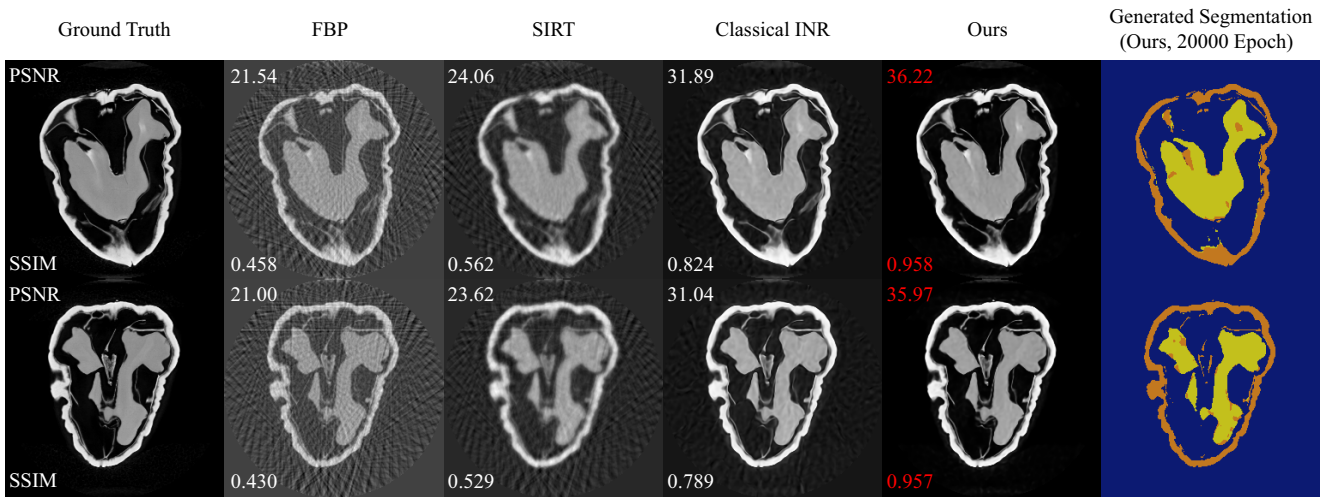 Ground Truth
FBP
SIRT
Classical INR
Ours
Generated Segmentation
(Ours, 20000 Epoch)
PSNR
21.54
24.06
31.89
36.22
SSIM
0.458
0.562
0.824
0.958
PSNR
21.00
23.62
31.04
35.97
SSIM
0.430
0.529
0.789
0.957